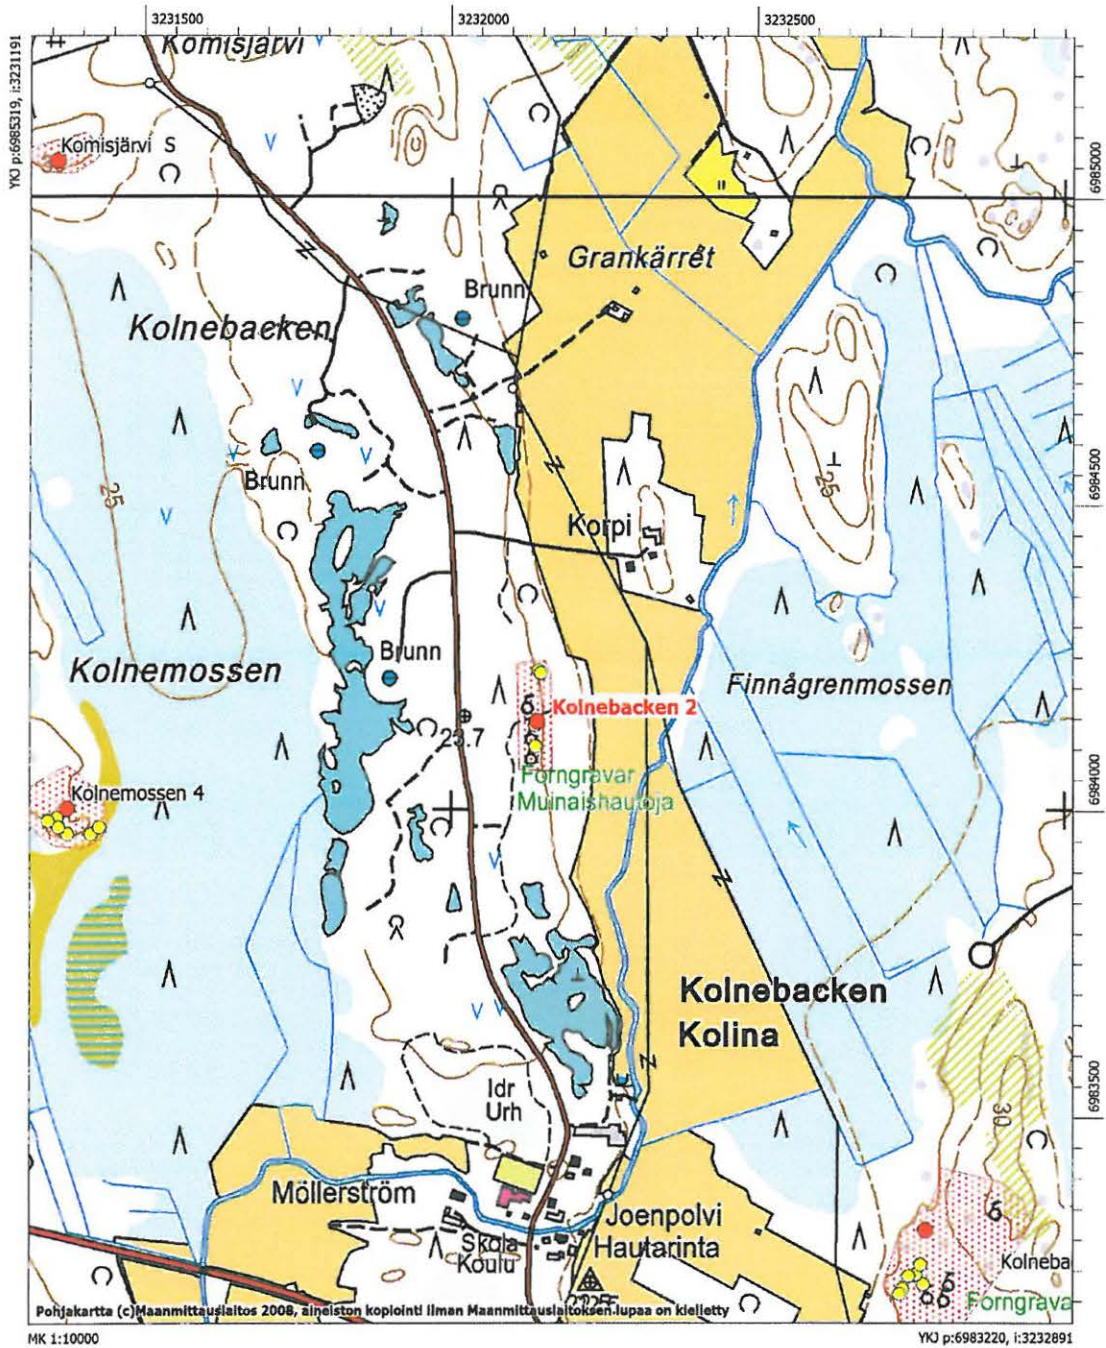 3231500 3232000 3232500
YKJ p:6985319, i:3231191
Komisjärvi
Komisjärvi S
6985000
Grankärret
Brunn
Kolnebacken
25
Brunn
6984500
25
Korpi
Brunn
Kolnemossen
Finnågrenmossen
Kolnebacken 2
23.7
Forngravar
Muinaishautoja
Kolnemossen 4
6984000
Kolnebacken
Kolina
6983500
Idr
Urh
30
Möllerström
Joenpolvi
Hautarinta
Skola
Koulu
Kolneba
Forngrava
Pohjakartta (c)Maanmittauslaitos 2008, aineiston kopiointi ilman Maanmittauslaitoksen lupaa on kielletty
MK 1:10000
YKJ p:6983220, i:3232891